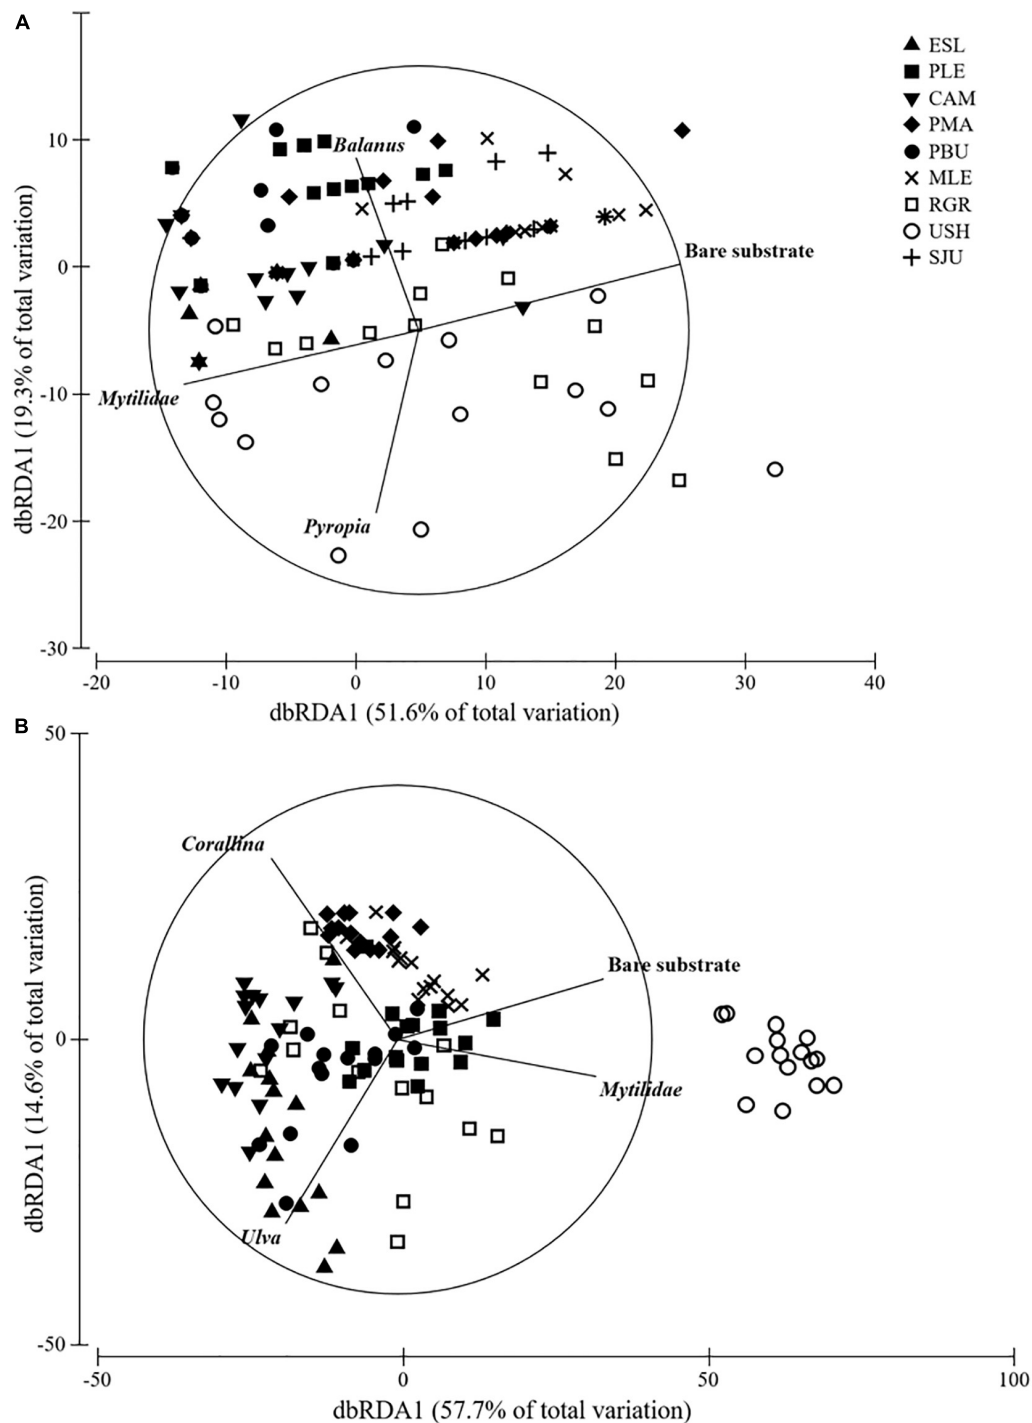 A
ESL
PLE
CAM
PMA
PBU
MLE
RGR
USH
SJU
10
0
-10
-20
-30
dbRDA1 (19.3% of total variation)
Balanus
Bare substrate
Mytilidae
Pyropia
-20 -10 0 10 20 30 40
dbRDA1 (51.6% of total variation)
B
50
0
-50
dbRDA1 (14.6% of total variation)
Corallina
Bare substrate
Mytilidae
Ulva
-50 0 50 100
dbRDA1 (57.7% of total variation)